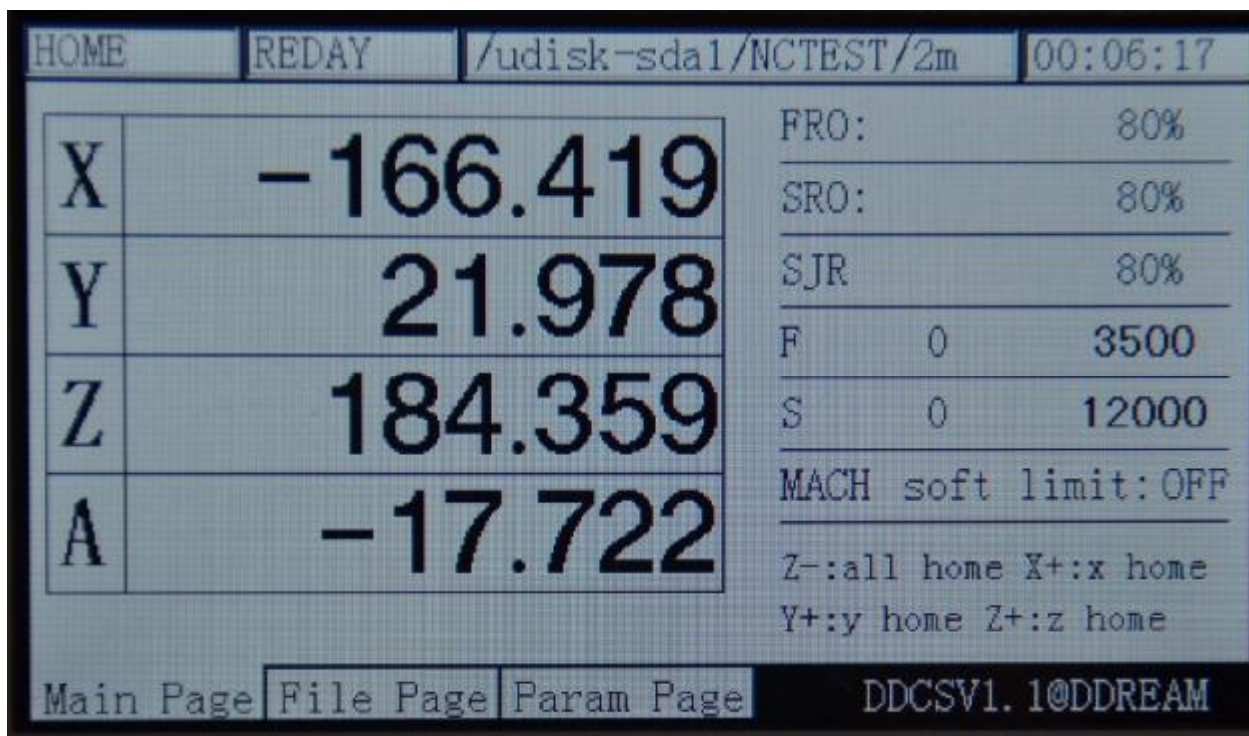 HOME REDAY /udisk-sda1/NCTEST/2m 00:06:17
X -166.419
Y 21.978
Z 184.359
A -17.722
FRO: 80%
SRO: 80%
SJR 80%
F 0 3500
S 0 12000
MACH soft limit:OFF
Z-:all home X+:x home
Y+:y home Z+:z home
Main Page File Page Param Page DDCSV1.1@DDREAM